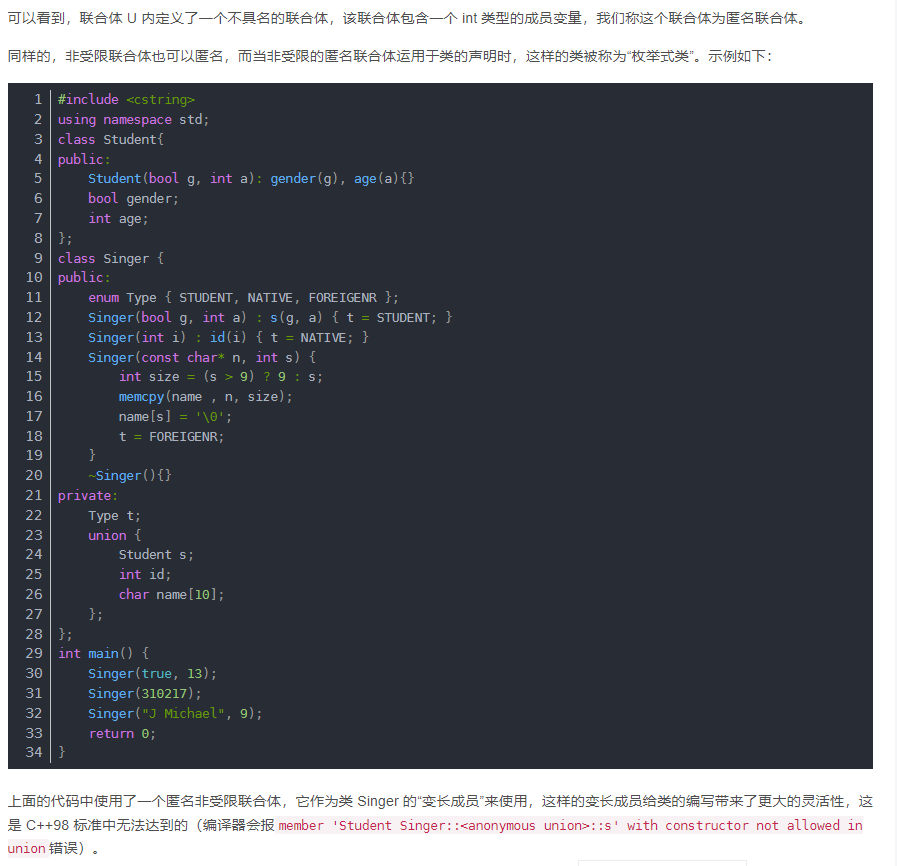 可以看到，联合体 U 内定义了一个不具名的联合体，该联合体包含一个 int 类型的成员变量，我们称这个联合体为匿名联合体。
同样的，非受限联合体也可以匿名，而当非受限的匿名联合体运用于类的声明时，这样的类被称为“枚举式类”。示例如下：
1 #include <cstring>
2 using namespace std;
3 class Student{
4 public:
5     Student(bool g, int a): gender(g), age(a){}
6     bool gender;
7     int age;
8 };
9 class Singer {
10 public:
11     enum Type { STUDENT, NATIVE, FOREIGENR };
12     Singer(bool g, int a) : s(g, a) { t = STUDENT; }
13     Singer(int i) : id(i) { t = NATIVE; }
14     Singer(const char* n, int s) {
15         int size = (s > 9) ? 9 : s;
16         memcpy(name , n, size);
17         name[s] = '\0';
18         t = FOREIGENR;
19     }
20     ~Singer(){}
21 private:
22     Type t;
23     union {
24         Student s;
25         int id;
26         char name[10];
27     };
28 };
29 int main() {
30     Singer(true, 13);
31     Singer(310217);
32     Singer("J Michael", 9);
33     return 0;
34 }
上面的代码中使用了一个匿名非受限联合体，它作为类 Singer 的“变长成员”来使用，这样的变长成员给类的编写带来了更大的灵活性，这
是 C++98 标准中无法达到的（编译器会报 member 'Student Singer::<anonymous union>::s' with constructor not allowed in
union 错误）。